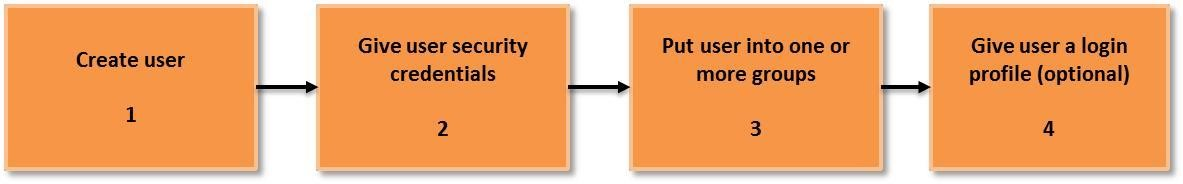 Create user
1
Give user security
credentials
2
Put user into one or
more groups
3
Give user a login
profile (optional)
4